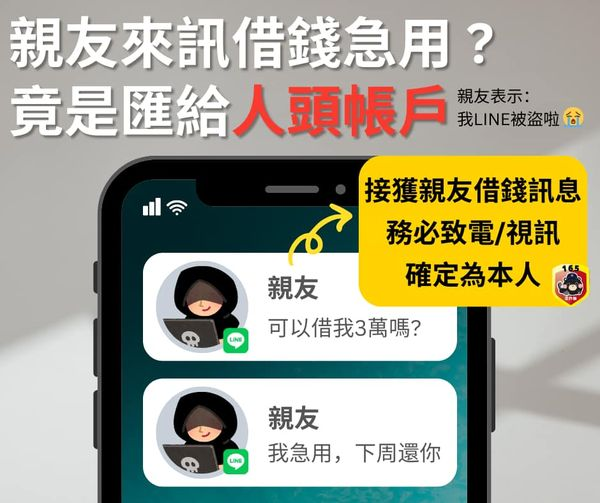 親友來訊借錢急用？
竟是匯給人頭帳戶
親友表示：
我LINE被盜啦
接獲親友借錢訊息
務必致電/視訊
確定為本人
165
親友
可以借我3萬嗎?
LINE
親友
我急用，下周還你
LINE